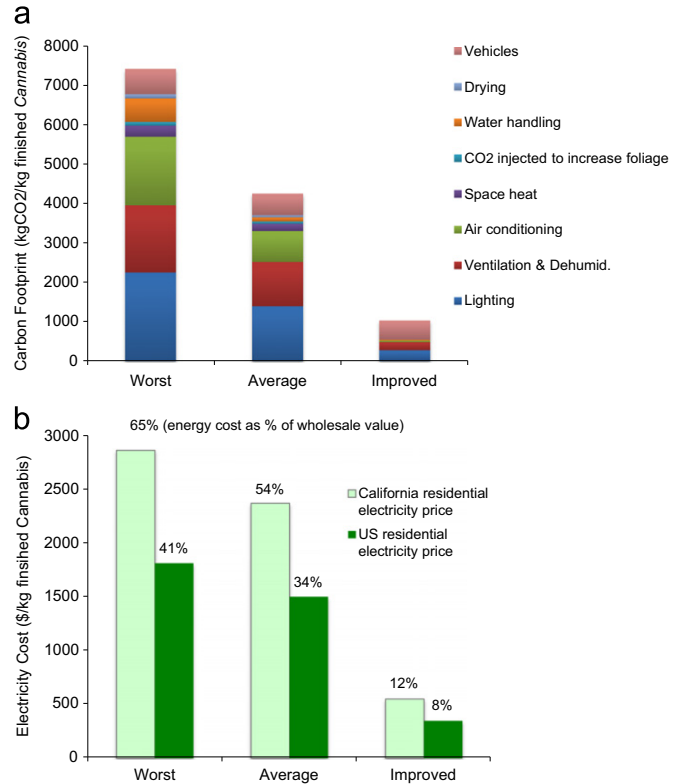 a
Carbon Footprint (kgCO2/kg finished Cannabis)
8000
7000
6000
5000
4000
3000
2000
1000
0
Worst
Average
Improved
Vehicles
Drying
Water handling
CO2 injected to increase foliage
Space heat
Air conditioning
Ventilation & Dehumid.
Lighting
b
65% (energy cost as % of wholesale value)
Electricity Cost ($/kg finsihed Cannabis)
3000
2500
2000
1500
1000
500
0
41%
54%
34%
12%
8%
California residential
electricity price
US residential
electricity price
Worst
Average
Improved